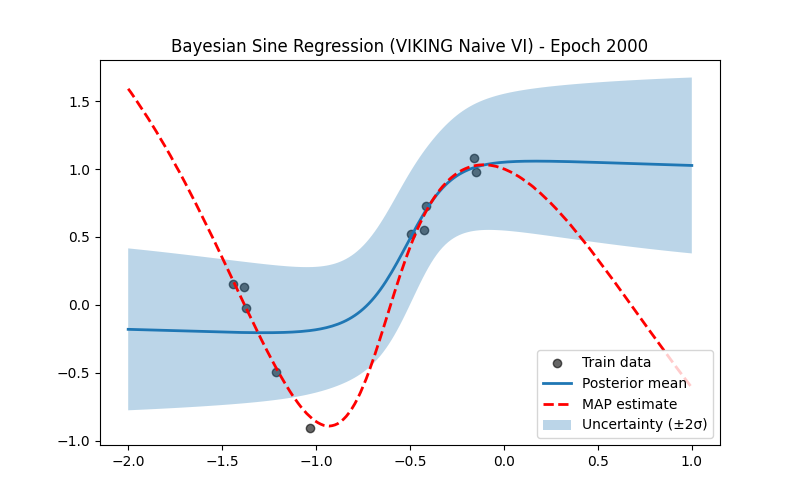 Bayesian Sine Regression (VIKING Naive VI) - Epoch 2000
1.5
1.0
0.5
0.0
−0.5
−1.0
−2.0 −1.5 −1.0 −0.5 0.0 0.5 1.0
Train data
Posterior mean
MAP estimate
Uncertainty (±2σ)